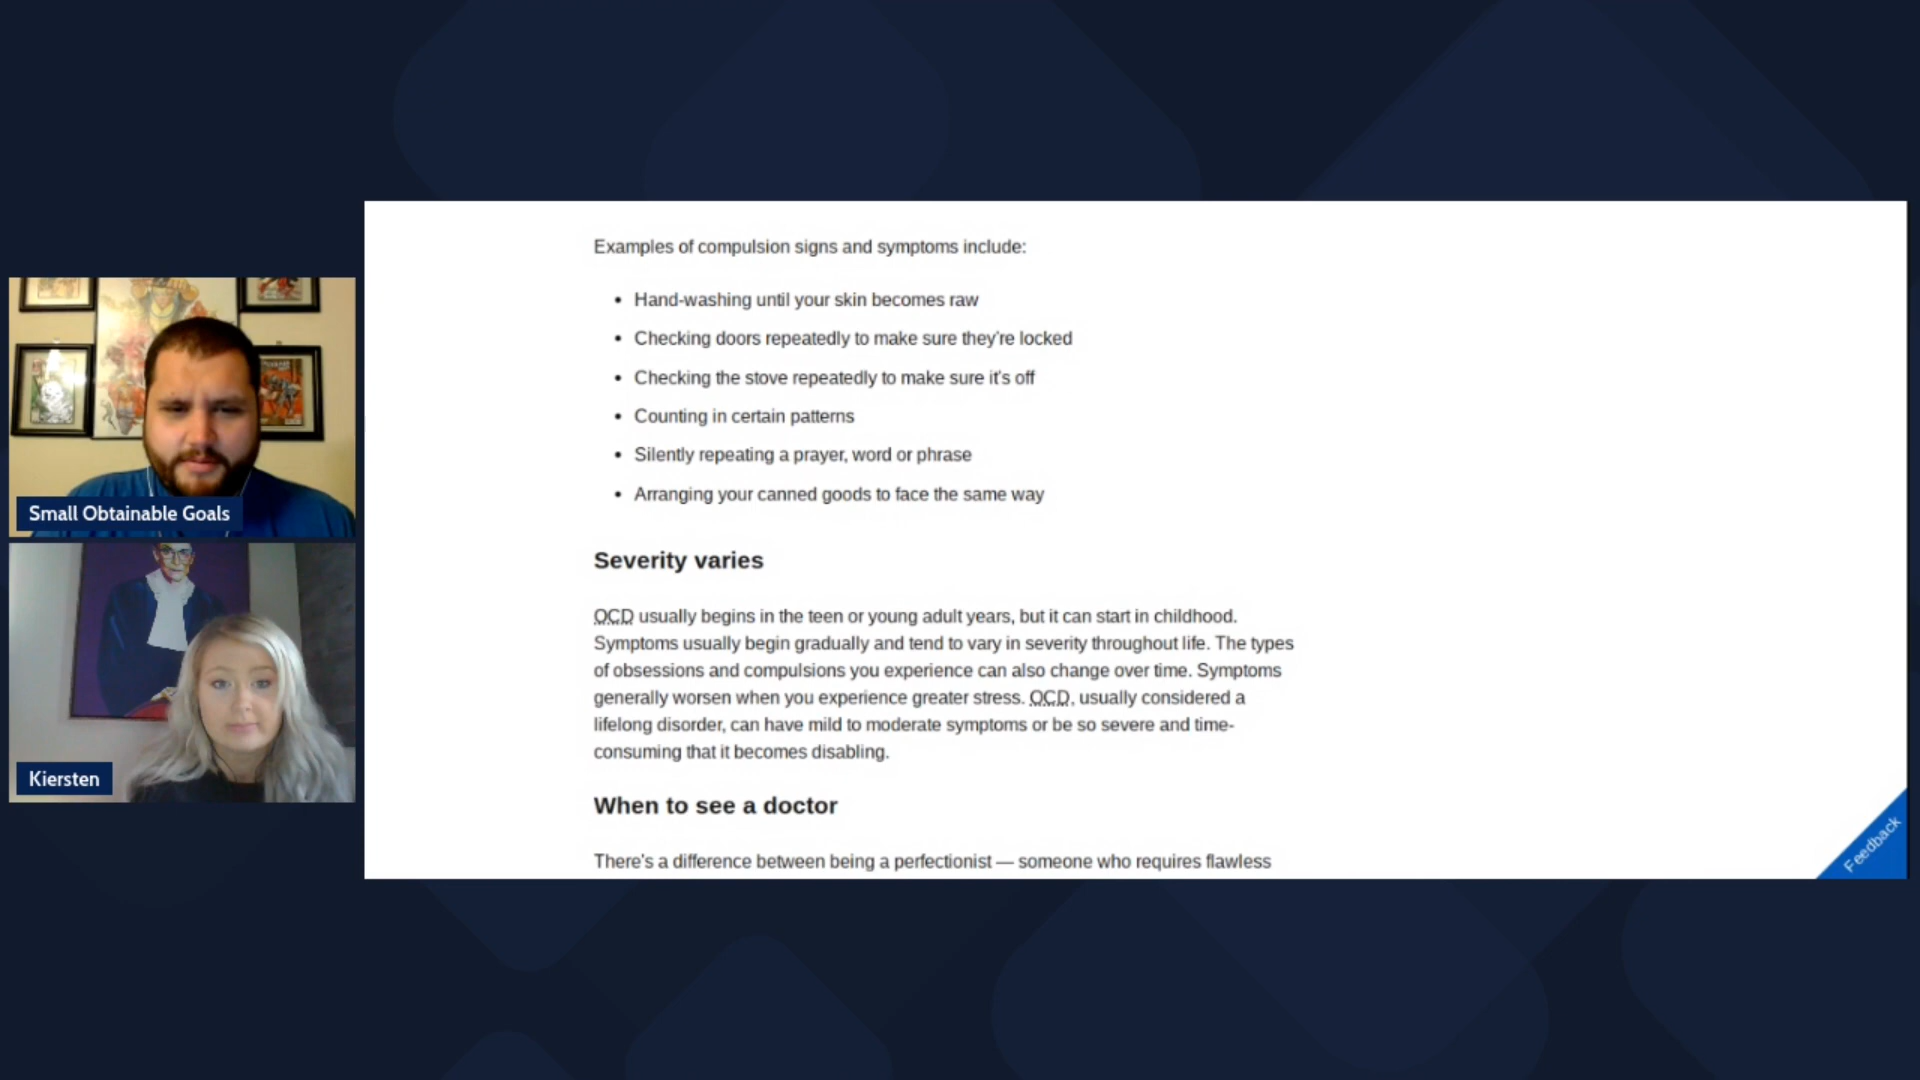 Examples of compulsion signs and symptoms include:
• Hand-washing until your skin becomes raw
• Checking doors repeatedly to make sure they're locked
• Checking the stove repeatedly to make sure it's off
• Counting in certain patterns
• Silently repeating a prayer, word or phrase
• Arranging your canned goods to face the same way
Severity varies
OCD usually begins in the teen or young adult years, but it can start in childhood.
Symptoms usually begin gradually and tend to vary in severity throughout life. The types
of obsessions and compulsions you experience can also change over time. Symptoms
generally worsen when you experience greater stress. OCD, usually considered a
lifelong disorder, can have mild to moderate symptoms or be so severe and time-
consuming that it becomes disabling.
When to see a doctor
There's a difference between being a perfectionist — someone who requires flawless
Feedback
Small Obtainable Goals
Kiersten